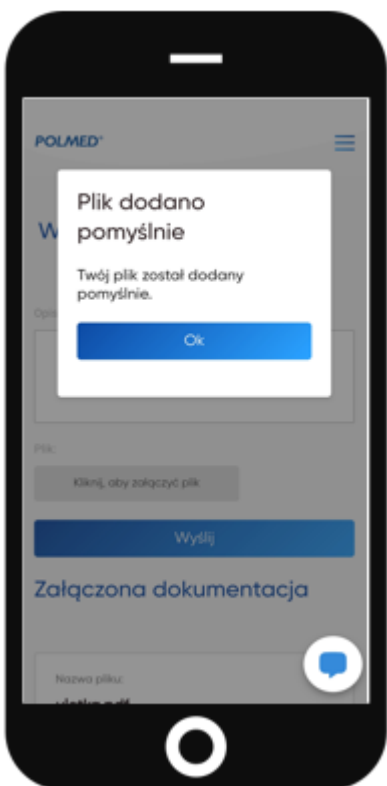 POLMED
W
Plik dodano
pomyślnie
Twój plik został dodany
pomyślnie.
Ok
Plik:
Kliknij, aby załączyć plik
Wyślij
Załączona dokumentacja
Nazwa pliku: